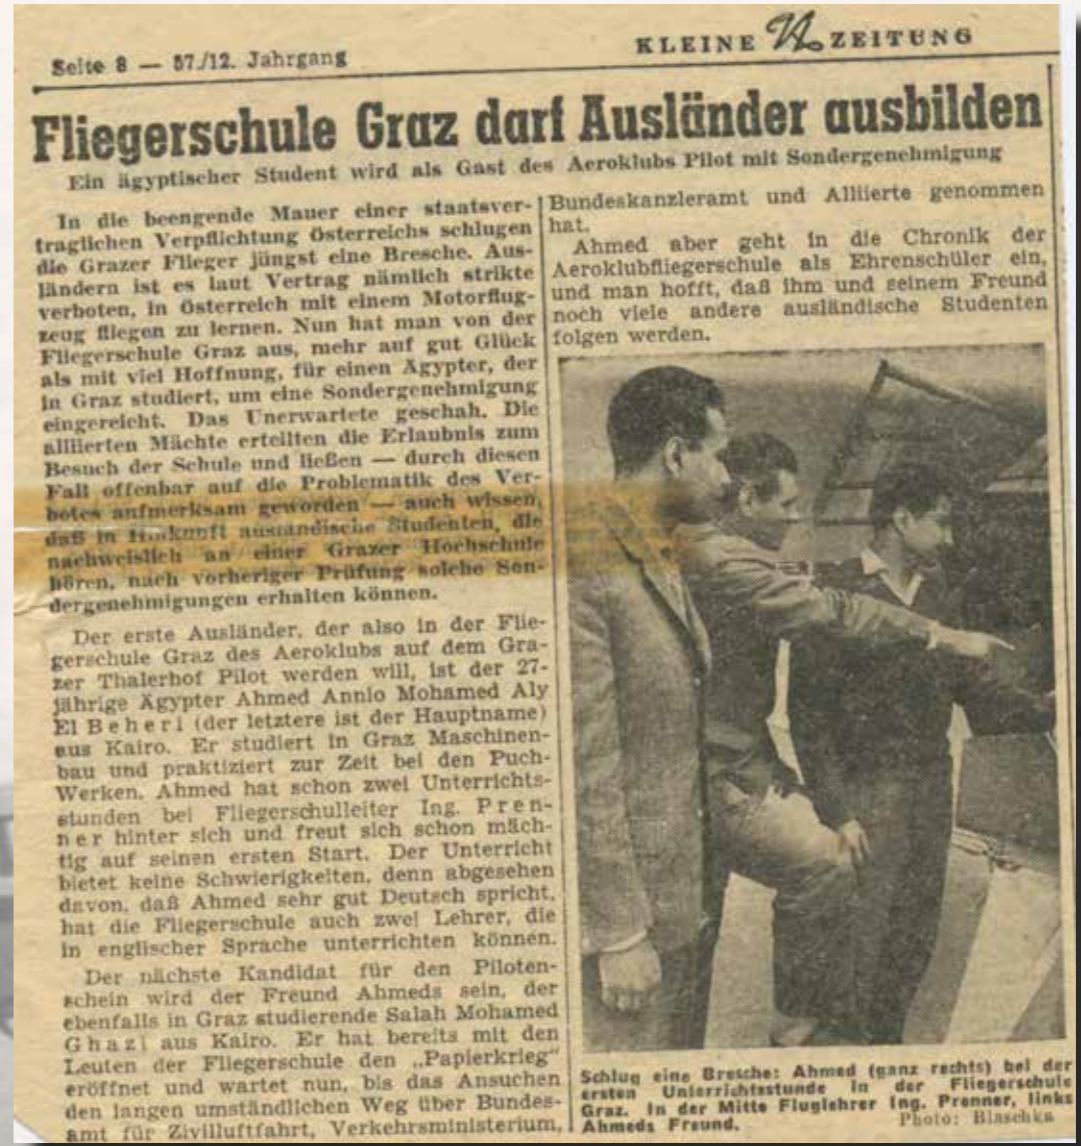 Seite 8 — 57./12. Jahrgang
KLEINE ZEITUNG
Fliegerschule Graz darf Ausländer ausbilden
Ein ägyptischer Student wird als Gast des Aeroklubs Pilot mit Sondergenehmigung
In die beengende Mauer einer staatsver-
traglichen Verpflichtung Österreichs schlugen
die Grazer Flieger jüngst eine Bresche. Aus-
ländern ist es laut Vertrag nämlich strikte
verboten, in Österreich mit einem Motorflug-
zeug fliegen zu lernen. Nun hat man von der
Fliegerschule Graz aus, mehr auf gut Glück
als mit viel Hoffnung, für einen Ägypter, der
in Graz studiert, um eine Sondergenehmigung
eingereicht. Das Unerwartete geschah. Die
alliierten Mächte erteilten die Erlaubnis zum
Besuch der Schule und ließen — durch diesen
Fall offenbar auf die Problematik des Ver-
botes aufmerksam geworden — auch wissen,
daß in Hinkunft ausländische Studenten, die
nachweislich an einer Grazer Hochschule
hören, nach vorheriger Prüfung solche Son-
dergenehmigungen erhalten können.
Der erste Ausländer, der also in der Flie-
gerschule Graz des Aeroklubs auf dem Gra-
zer Thalerhof Pilot werden will, ist der 27-
jährige Ägypter Ahmed Annio Mohamed Aly
El Beheri (der letztere ist der Hauptname)
aus Kairo. Er studiert in Graz Maschinen-
bau und praktiziert zur Zeit bei den Puch-
Werken. Ahmed hat schon zwei Unterrichts-
stunden bei Fliegerschulleiter Ing. Pren-
ner hinter sich und freut sich schon mäch-
tig auf seinen ersten Start. Der Unterricht
bietet keine Schwierigkeiten, denn abgesehen
davon, daß Ahmed sehr gut Deutsch spricht,
hat die Fliegerschule auch zwei Lehrer, die
in englischer Sprache unterrichten können.
Der nächste Kandidat für den Piloten-
schein wird der Freund Ahmeds sein, der
ebenfalls in Graz studierende Salah Mohamed
Ghazi aus Kairo. Er hat bereits mit den
Leuten der Fliegerschule den „Papierkrieg“
eröffnet und wartet nun, bis das Ansuchen
den langen umständlichen Weg über Bundes-
amt für Zivilluftfahrt, Verkehrsministerium,
Bundeskanzleramt und Alliierte genommen
hat.
Ahmed aber geht in die Chronik der
Aeroklubfliegerschule als Ehrenschüler ein,
und man hofft, daß ihm und seinem Freund
noch viele andere ausländische Studenten
folgen werden.
Schlug eine Bresche: Ahmed (ganz rechts) bei der
ersten Unterrichtsstunde in der Fliegerschule
Graz. In der Mitte Fluglehrer Ing. Prenner, links
Ahmeds Freund.
Photo: Blaschka